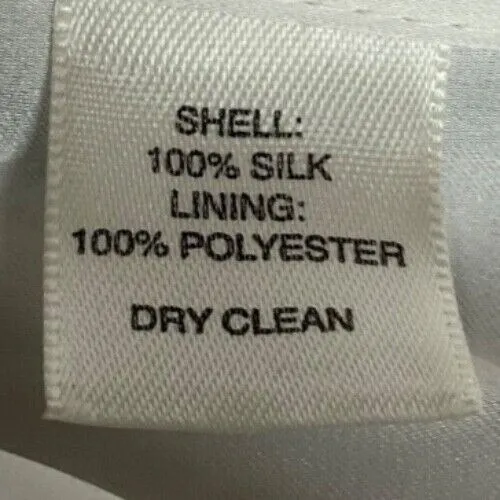 SHELL:
100% SILK
LINING:
100% POLYESTER
DRY CLEAN